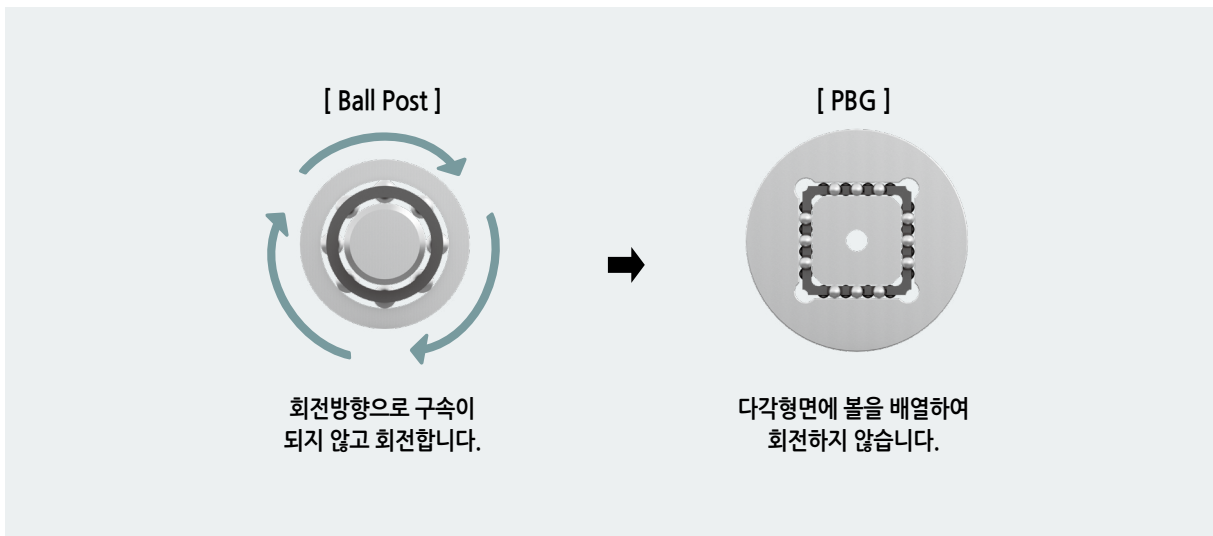 [ Ball Post ]
회전방향으로 구속이
되지 않고 회전합니다.
[ PBG ]
다각형면에 볼을 배열하여
회전하지 않습니다.